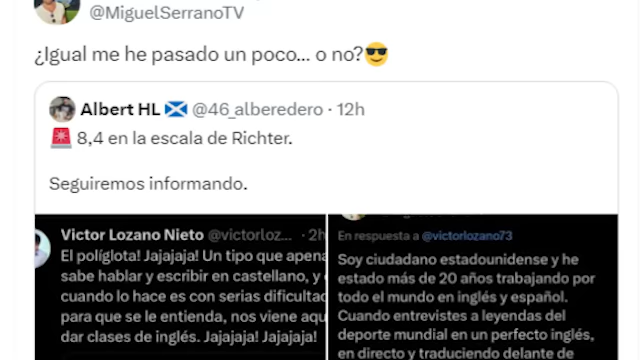 @MiguelSerranoTV
¿Igual me he pasado un poco... o no?😎
Albert HL 🏴󠁧󠁢󠁳󠁣󠁴󠁿 @46_alberedero · 12h
🚨 8,4 en la escala de Richter.
Seguiremos informando.
Victor Lozano Nieto @victorloz... · 2h
El políglota! Jajajaja! Un tipo que apena
sabe hablar y escribir en castellano, y
cuando lo hace es con serias dificultad
para que se le entienda, nos viene aqu
dar clases de inglés. Jajajaja! Jajajaja!
En respuesta a @victorlozano73
Soy ciudadano estadounidense y he
estado más de 20 años trabajando por
todo el mundo en inglés y español.
Cuando entrevistes a leyendas del
deporte mundial en un perfecto inglés,
en directo y traduciendo delante de